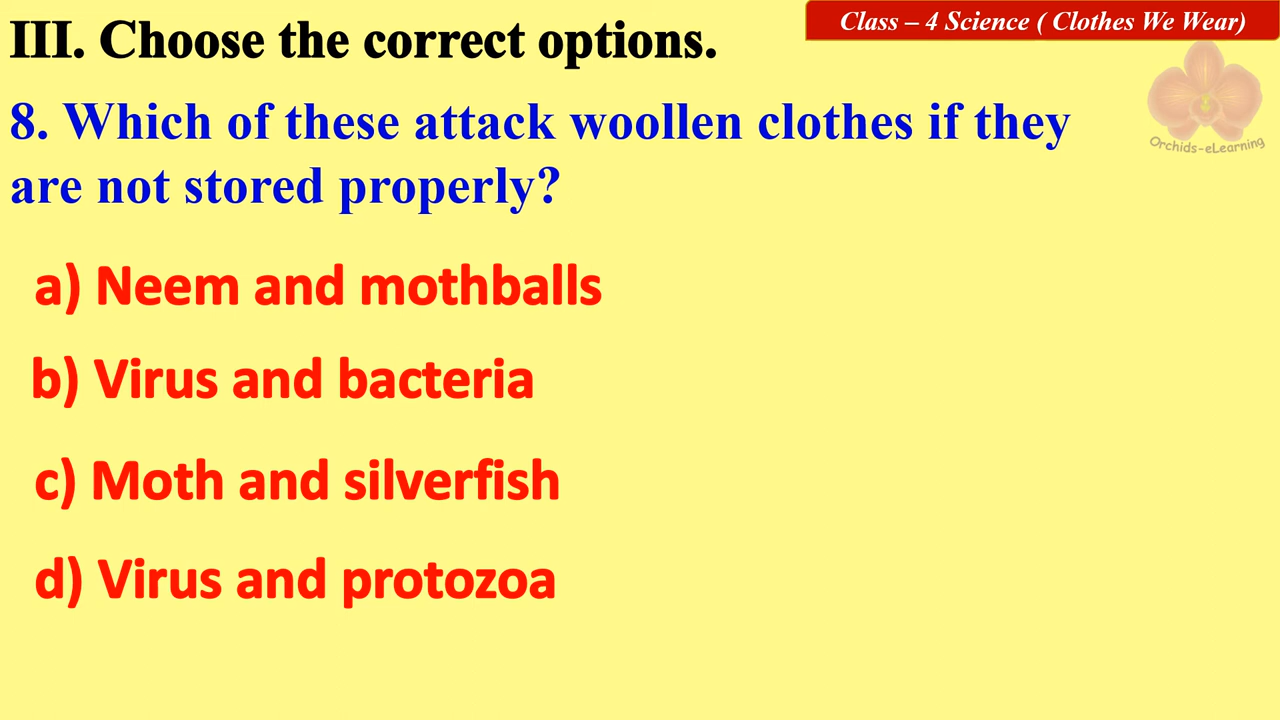 Class – 4 Science ( Clothes We Wear)
III. Choose the correct options.
Orchids-eLearning
8. Which of these attack woollen clothes if they
are not stored properly?
a) Neem and mothballs
b) Virus and bacteria
c) Moth and silverfish
d) Virus and protozoa